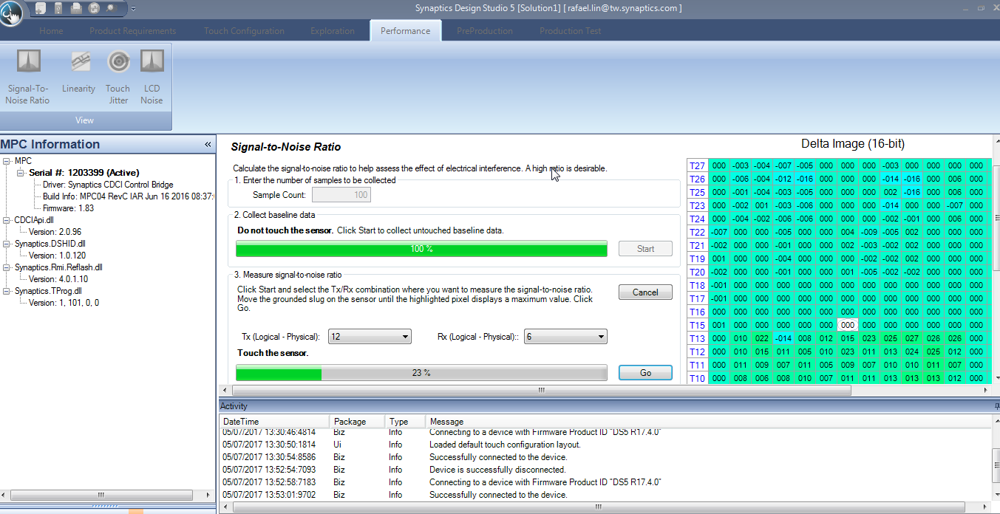 Synaptics Design Studio 5 [Solution1] [ rafael.lin@tw.synaptics.com ]
Home Product Requirements Touch Configuration Exploration Performance PreProduction Production Test
Signal-To-Noise Ratio Linearity Touch Jitter LCD Noise
View
MPC Information «
MPC
Serial #: 1203399 (Active)
Driver: Synaptics CDCI Control Bridge
Build Info: MPC04 RevC IAR Jun 16 2016 08:37:
Firmware: 1.83
CDCIApi.dll
Version: 2.0.96
Synaptics.DSHID.dll
Version: 1.0.120
Synaptics.Rmi.Reflash.dll
Version: 4.0.1.10
Synaptics.TProg.dll
Version: 1, 101, 0, 0
Signal-to-Noise Ratio
Calculate the signal-to-noise ratio to help assess the effect of electrical interference. A high ratio is desirable.
1. Enter the number of samples to be collected
Sample Count: 100
2. Collect baseline data
Do not touch the sensor. Click Start to collect untouched baseline data.
100 % Start
3. Measure signal-to-noise ratio
Click Start and select the Tx/Rx combination where you want to measure the signal-to-noise ratio.
Move the grounded slug on the sensor until the highlighted pixel displays a maximum value. Click
Go.
Cancel
Tx (Logical - Physical): 12 Rx (Logical - Physical):: 6
Touch the sensor.
23 % Go
Delta Image (16-bit)
T27 000 -003 -004 -007 -005 000 000 000 -003 000 000 000 000
T26 000 -006 -004 -012 -016 000 000 000 -014 -016 000 006 000
T25 000 -001 -004 -003 -005 000 000 000 002 -016 000 006 000
T23 000 -002 001 -003 -006 000 000 000 -014 000 000 -007 000
T24 000 -004 -002 -006 -006 000 000 000 -002 -001 000 006 000
T22 -007 000 000 -005 000 000 004 -009 -005 002 000 000 000
T21 -002 000 000 -001 000 000 002 -003 -002 002 000 000 000
T19 001 000 000 -004 000 000 000 -002 -002 002 000 000 000
T20 -002 000 000 -001 000 000 001 -005 -002 002 000 000 000
T18 -001 000 000 000 000 000 000 000 000 000 000 000 000
T17 -001 000 000 000 000 000 000 000 000 000 000 000 000
T16 000 000 000 000 000 000 000 000 000 000 000 000 000
T15 001 000 000 000 000 000 000 000 000 000 000 000 000
T13 000 010 022 -014 008 012 015 023 025 027 026 026 000
T12 000 010 015 011 005 010 023 011 013 024 025 012 000
T11 000 011 009 007 011 005 009 007 010 010 011 007 000
T10 000 008 006 008 010 007 011 011 013 013 013 012 000
Activity
DateTime Package Type Message
05/07/2017 13:30:46:4814 Biz Info Connecting to a device with Firmware Product ID "DS5 R17.4.0"
05/07/2017 13:30:50:1814 Ui Info Loaded default touch configuration layout.
05/07/2017 13:30:54:8586 Biz Info Successfully connected to the device.
05/07/2017 13:52:54:7093 Biz Info Device is successfully disconnected.
05/07/2017 13:52:58:7183 Biz Info Connecting to a device with Firmware Product ID "DS5 R17.4.0"
05/07/2017 13:53:01:9702 Biz Info Successfully connected to the device.